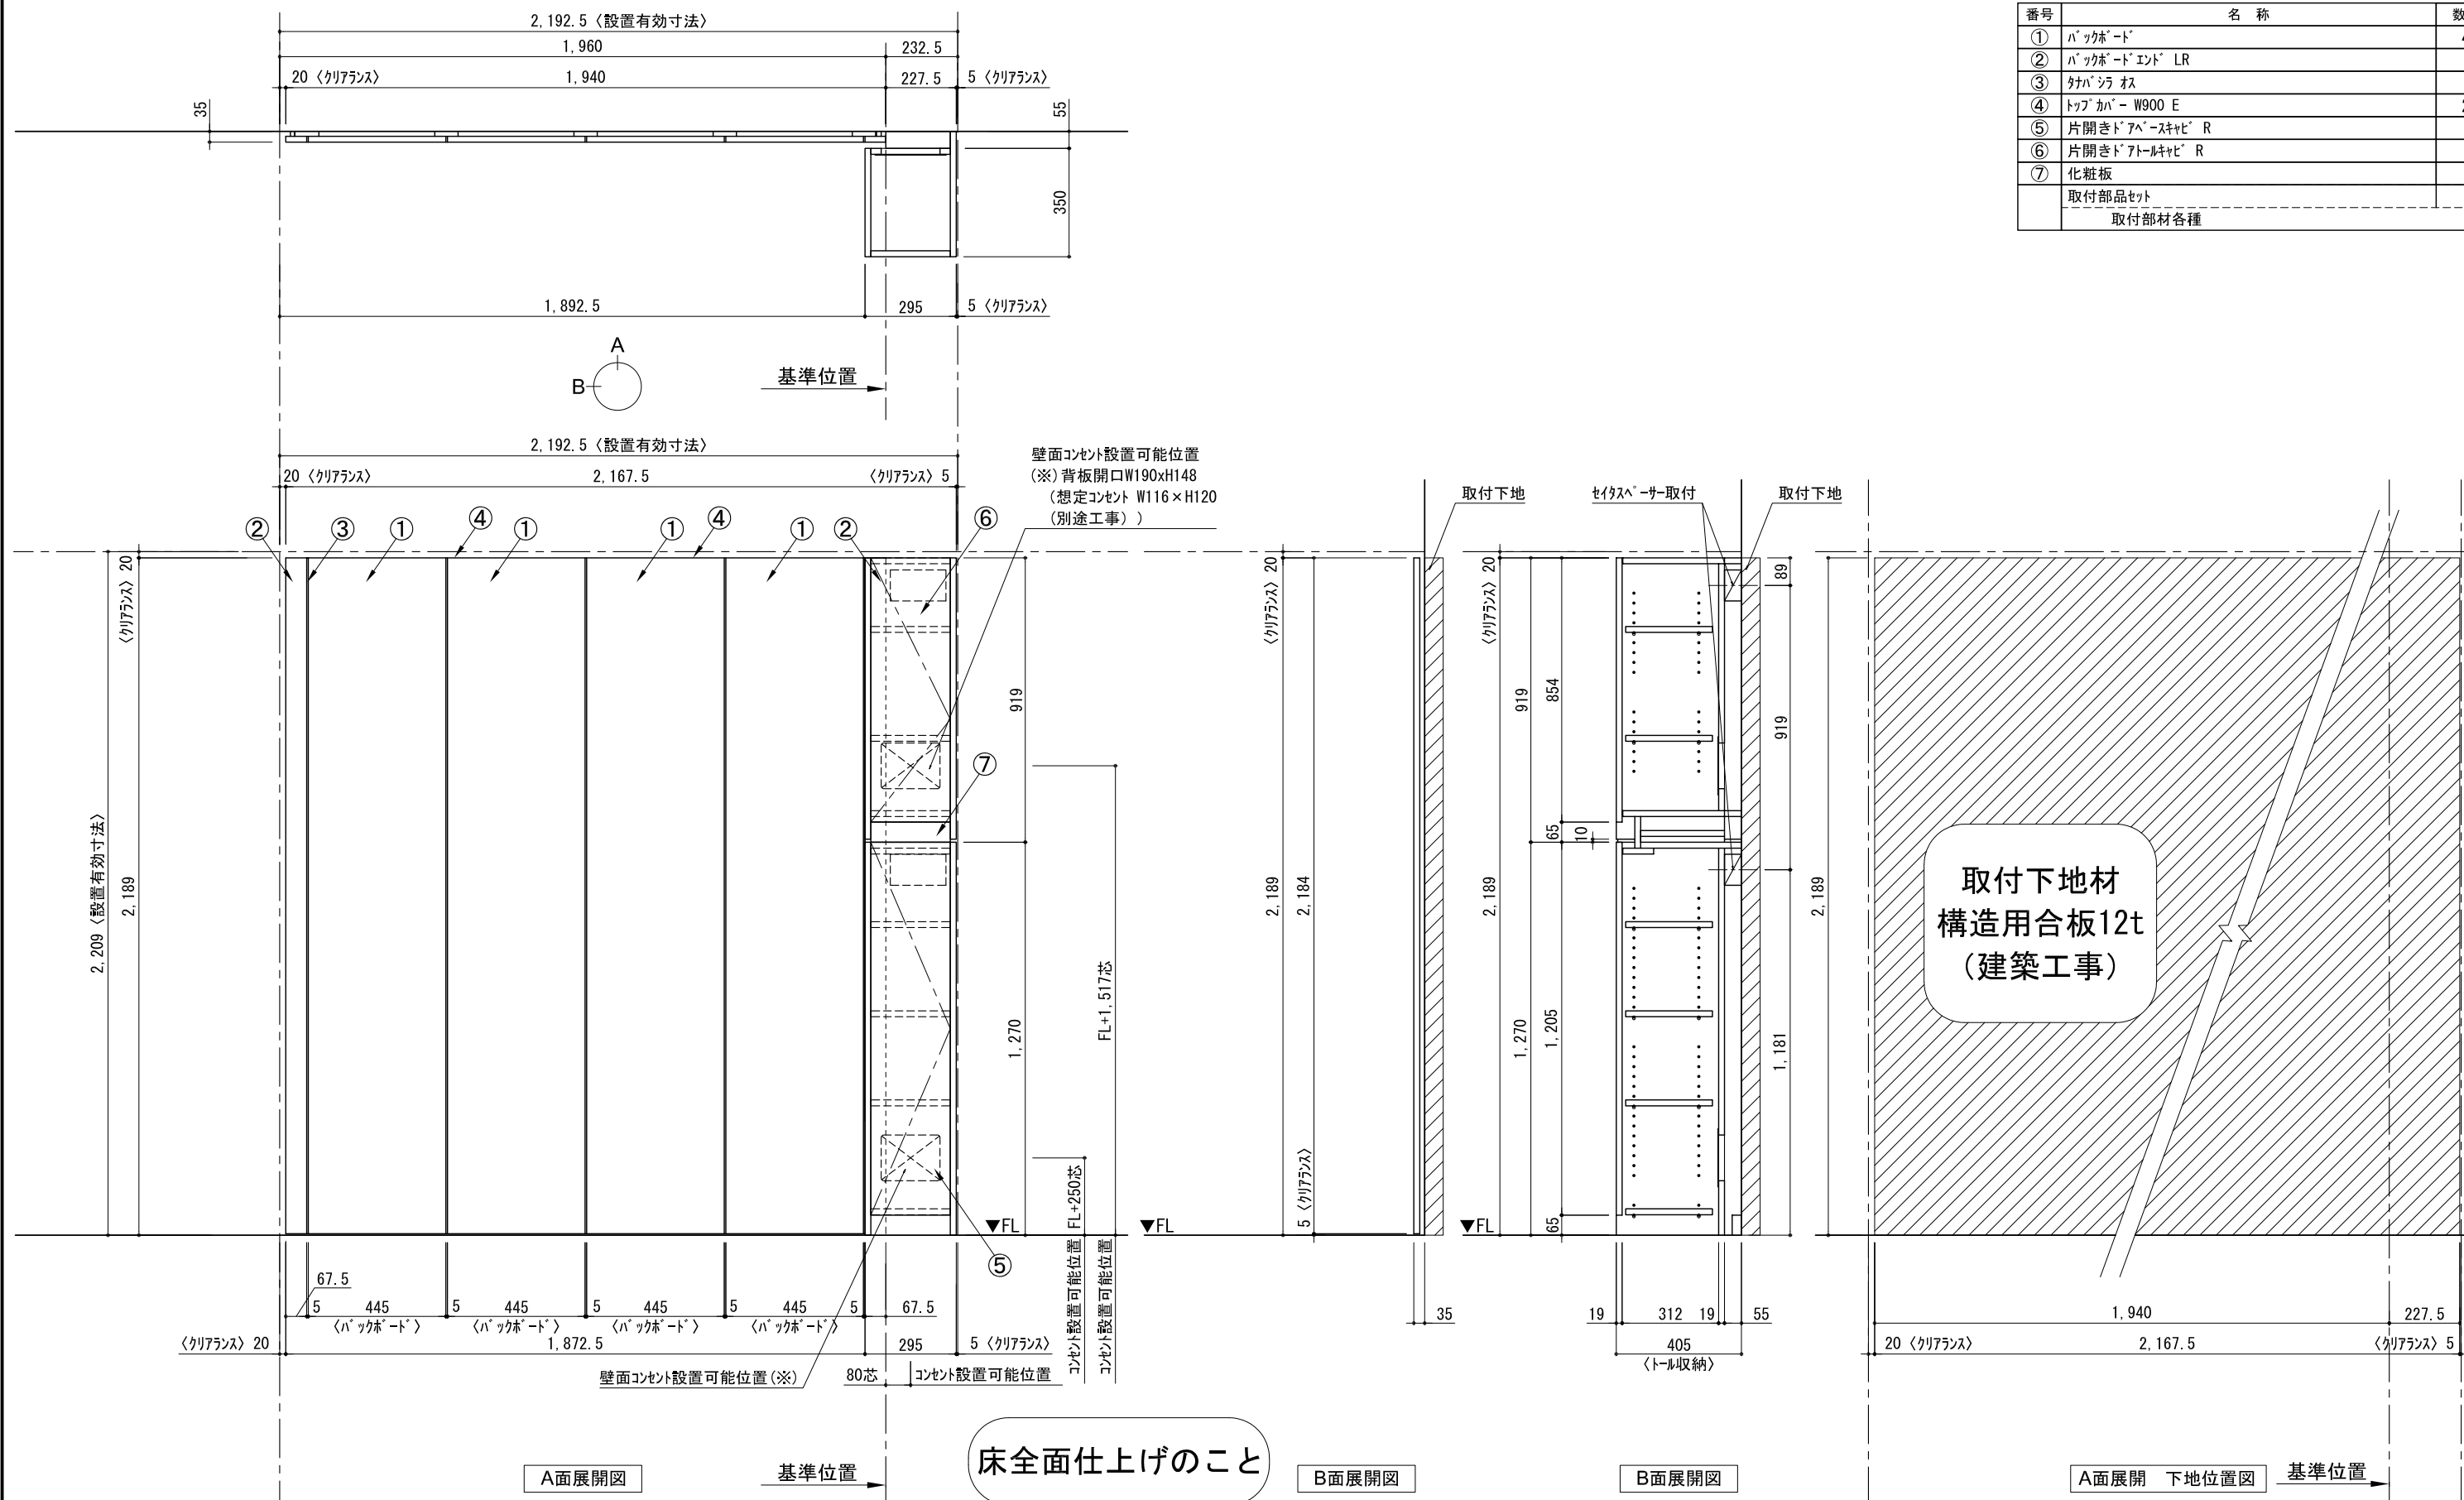 番号 名 称 数
① バックボード
② バックボードエンド LR
③ タナバシラ オス
④ トップカバー W900 E
⑤ 片開きドアベースキャビ R
⑥ 片開きドアトールキャビ R
⑦ 化粧板
取付部品セット
取付部材各種
2,192.5〈設置有効寸法〉
1,960 232.5
20〈クリアランス〉 1,940 227.5 5〈クリアランス〉
35
55
350
1,892.5 295 5〈クリアランス〉
A
B
基準位置
2,192.5〈設置有効寸法〉
20〈クリアランス〉 2,167.5 〈クリアランス〉5
壁面コンセント設置可能位置
(※)背板開口W190xH148
(想定コンセント W116×H120
(別途工事))
② ③ ① ④ ① ① ④ ① ② ⑥
⑦
⑤
〈クリアランス〉20
2,209〈設置有効寸法〉
2,189
919
1,270
FL+1,517芯
コンセント設置可能位置
FL+250芯
コンセント設置可能位置
▼FL
67.5
5 445 5 445 5 445 5 445 5 67.5
〈バックボード〉 〈バックボード〉 〈バックボード〉 〈バックボード〉
〈クリアランス〉20 1,872.5 295 5〈クリアランス〉
壁面コンセント設置可能位置(※)
80芯 コンセント設置可能位置
A面展開図
基準位置
床全面仕上げのこと
取付下地
〈クリアランス〉20
2,189
2,184
5〈クリアランス〉
▼FL
35
B面展開図
セイタスペーサー取付
取付下地
〈クリアランス〉20
2,189
919
1,270
854
65
10
1,205
65
89
919
1,181
▼FL
19 312 19 55
405
〈トール収納〉
B面展開図
2,189
取付下地材
構造用合板12t
(建築工事)
1,940 227.5
20〈クリアランス〉 2,167.5 〈クリアランス〉5
A面展開 下地位置図
基準位置